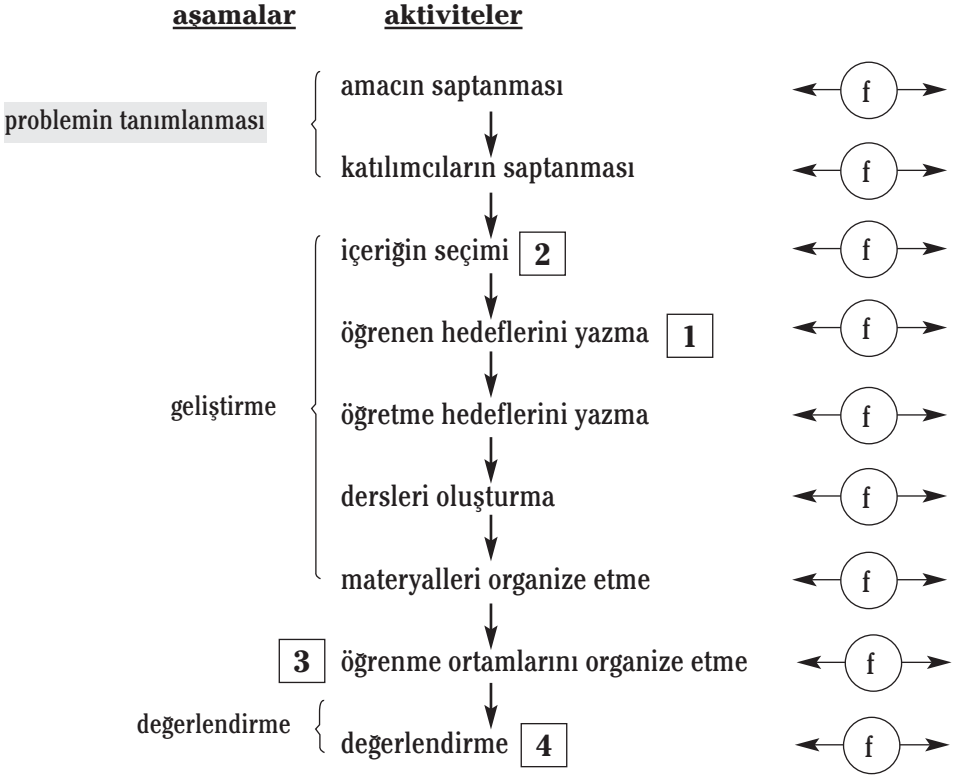 aşamalar aktiviteler
amacın saptanması f
problemin tanımlanması
katılımcıların saptanması f
içeriğin seçimi 2 f
öğrenen hedeflerini yazma 1 f
geliştirme öğretme hedeflerini yazma f
dersleri oluşturma f
materyalleri organize etme f
3 öğrenme ortamlarını organize etme f
değerlendirme
değerlendirme 4 f